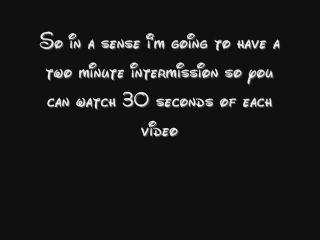 So in a sense i'm going to have a
two minute intermission so you
can watch 30 seconds of each
video